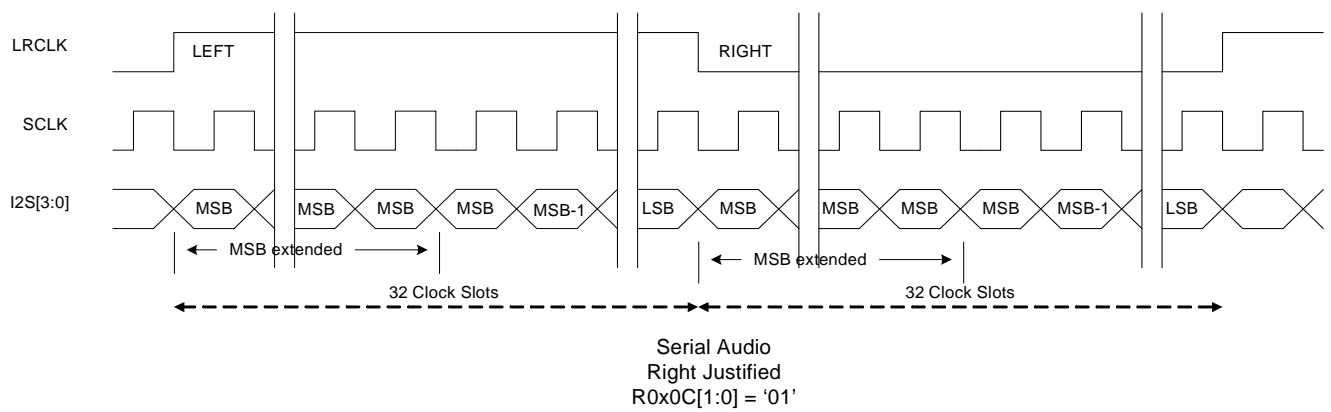 LRCLK LEFT RIGHT
SCLK
I2S[3:0] MSB MSB MSB MSB MSB-1 LSB MSB MSB MSB MSB MSB-1 LSB
MSB extended MSB extended
32 Clock Slots 32 Clock Slots
Serial Audio
Right Justified
R0x0C[1:0] = ‘01’